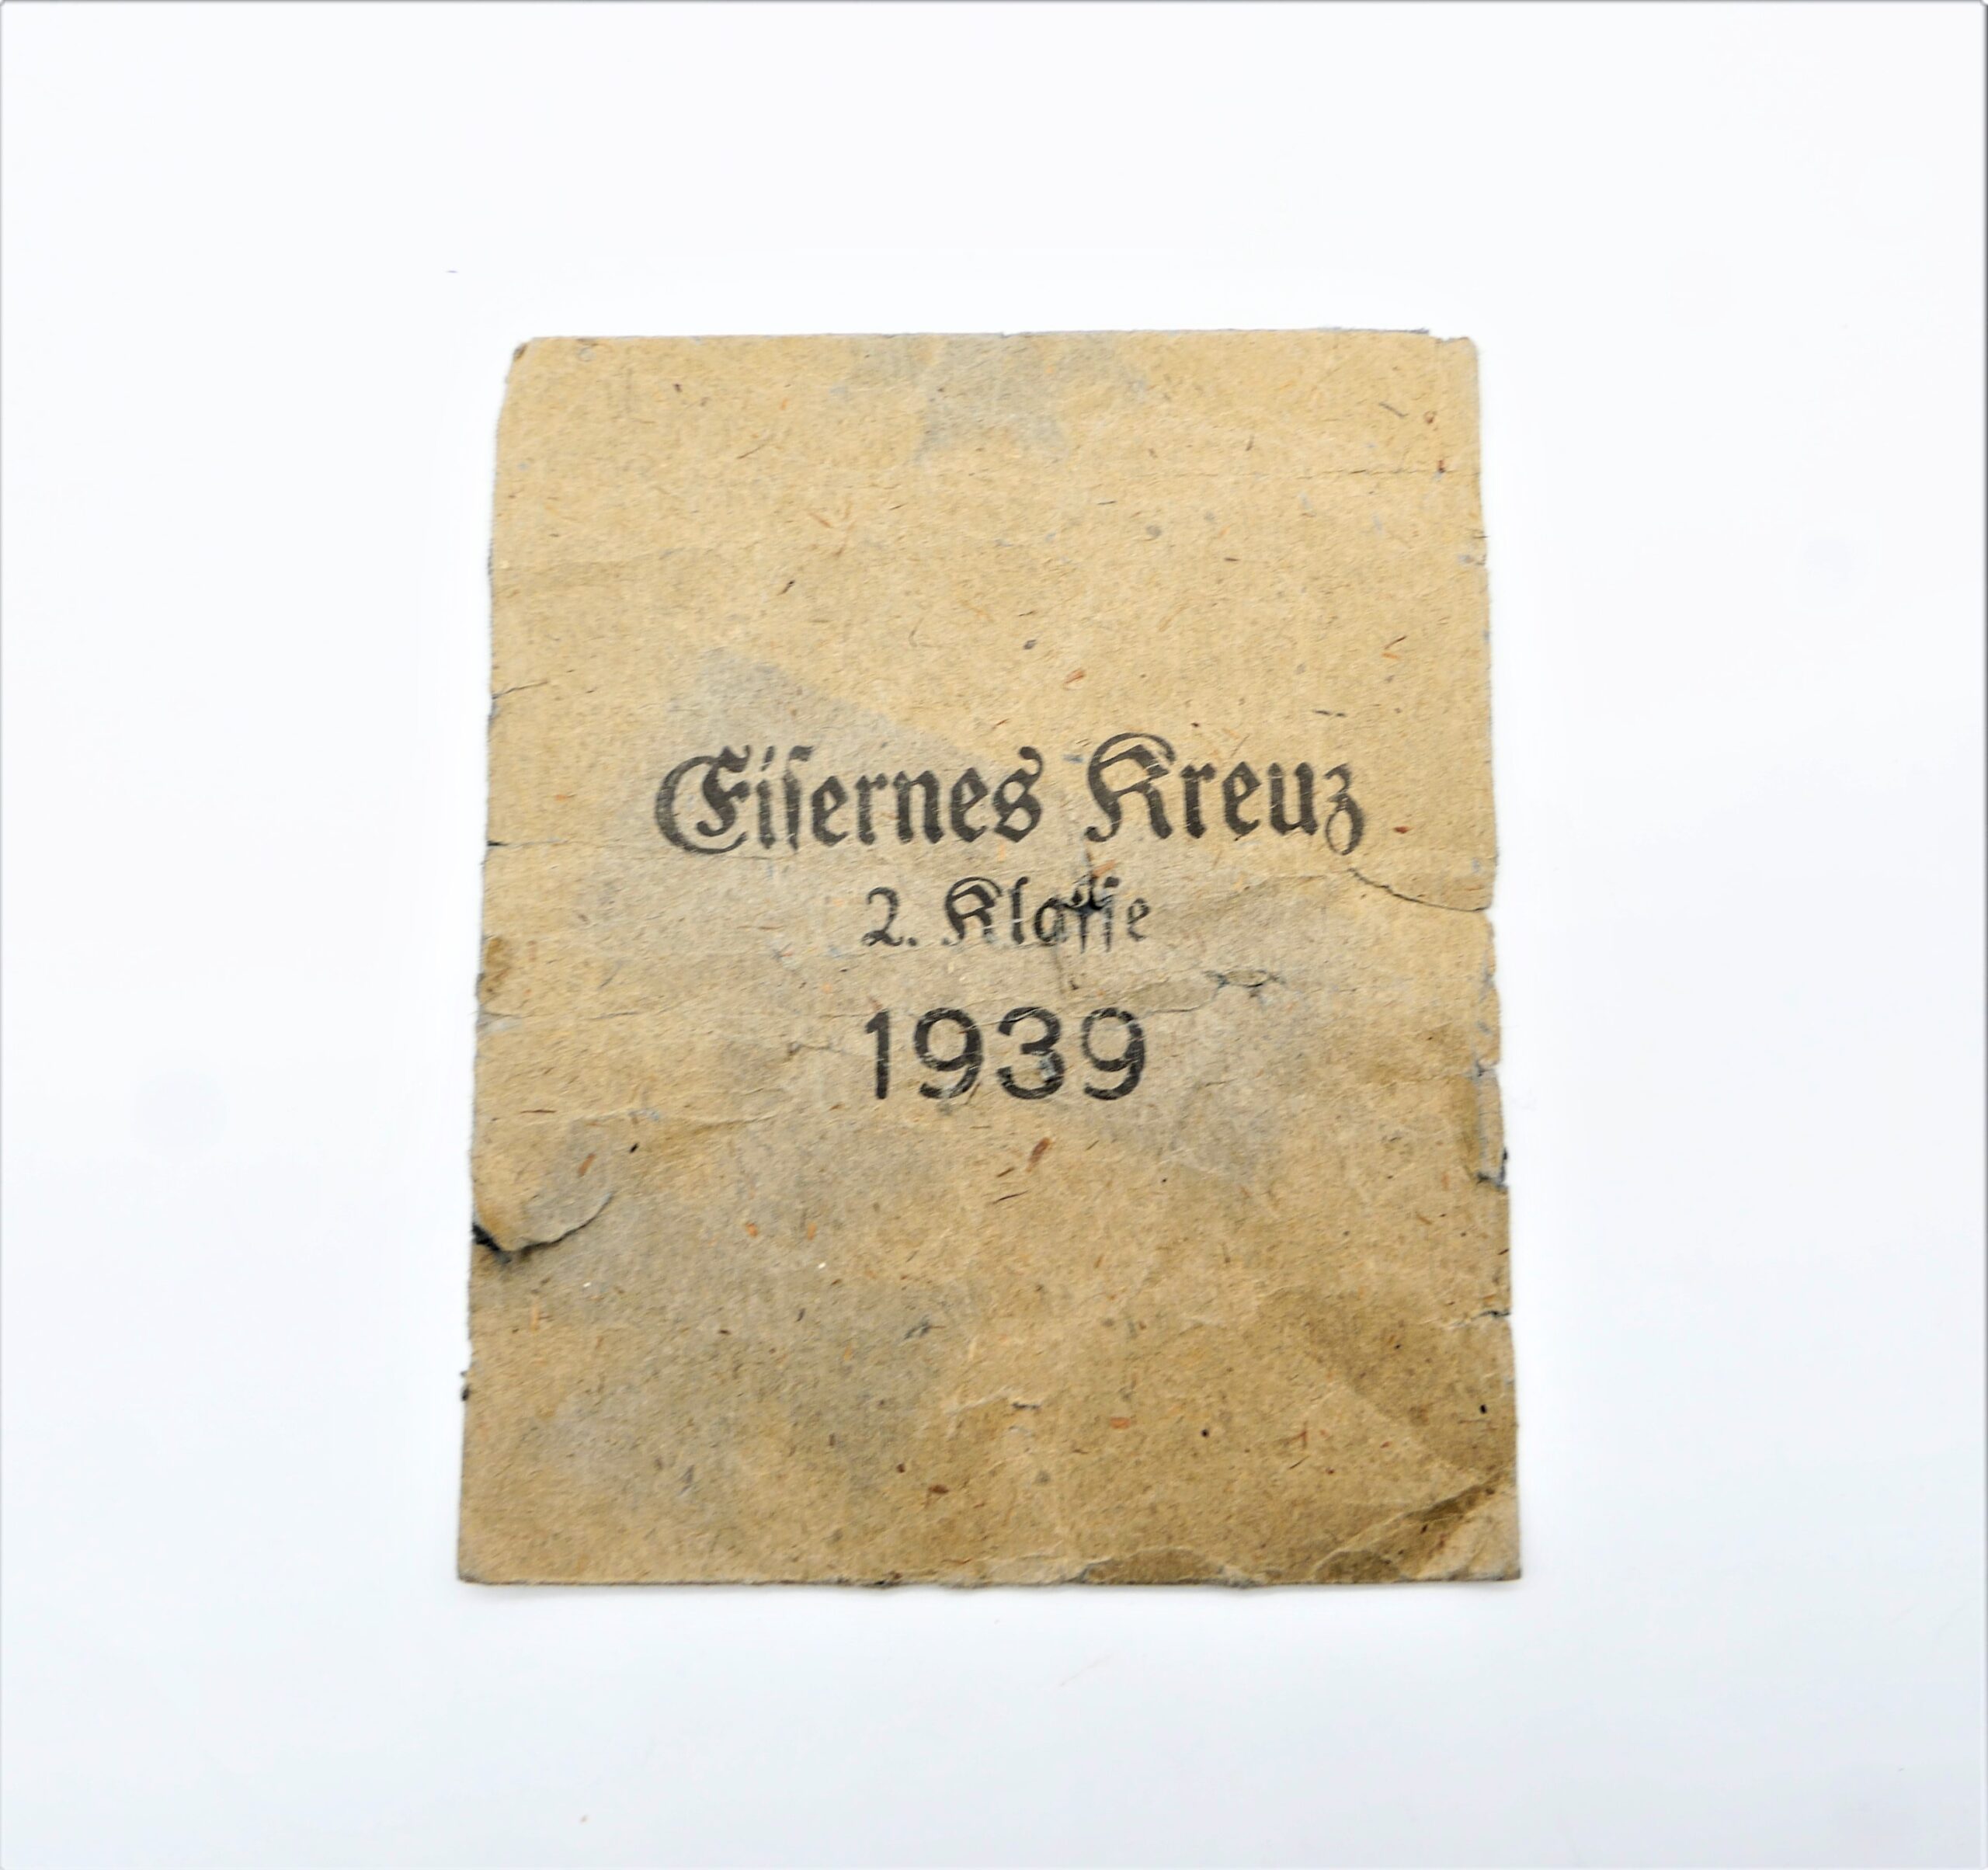 Eiſernes Kreuz
2. Klaſſe
1939